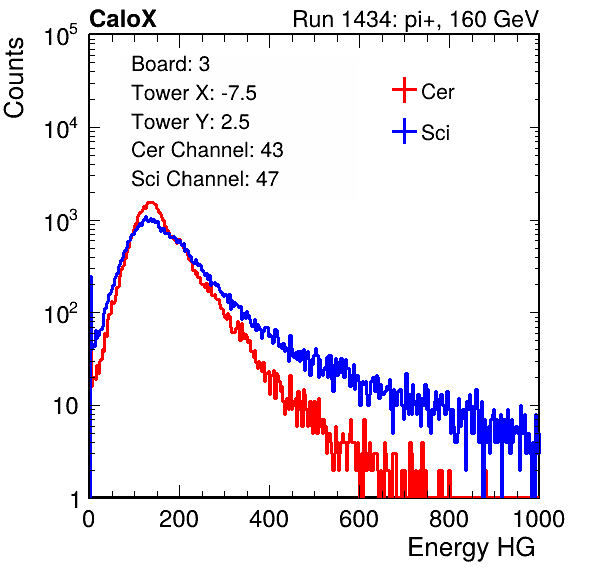 CaloX Run 1434: pi+, 160 GeV
Counts
Board: 3
Tower X: -7.5
Tower Y: 2.5
Cer Channel: 43
Sci Channel: 47
Cer
Sci
10^5
10^4
10^3
10^2
10
1
0 200 400 600 800 1000
Energy HG